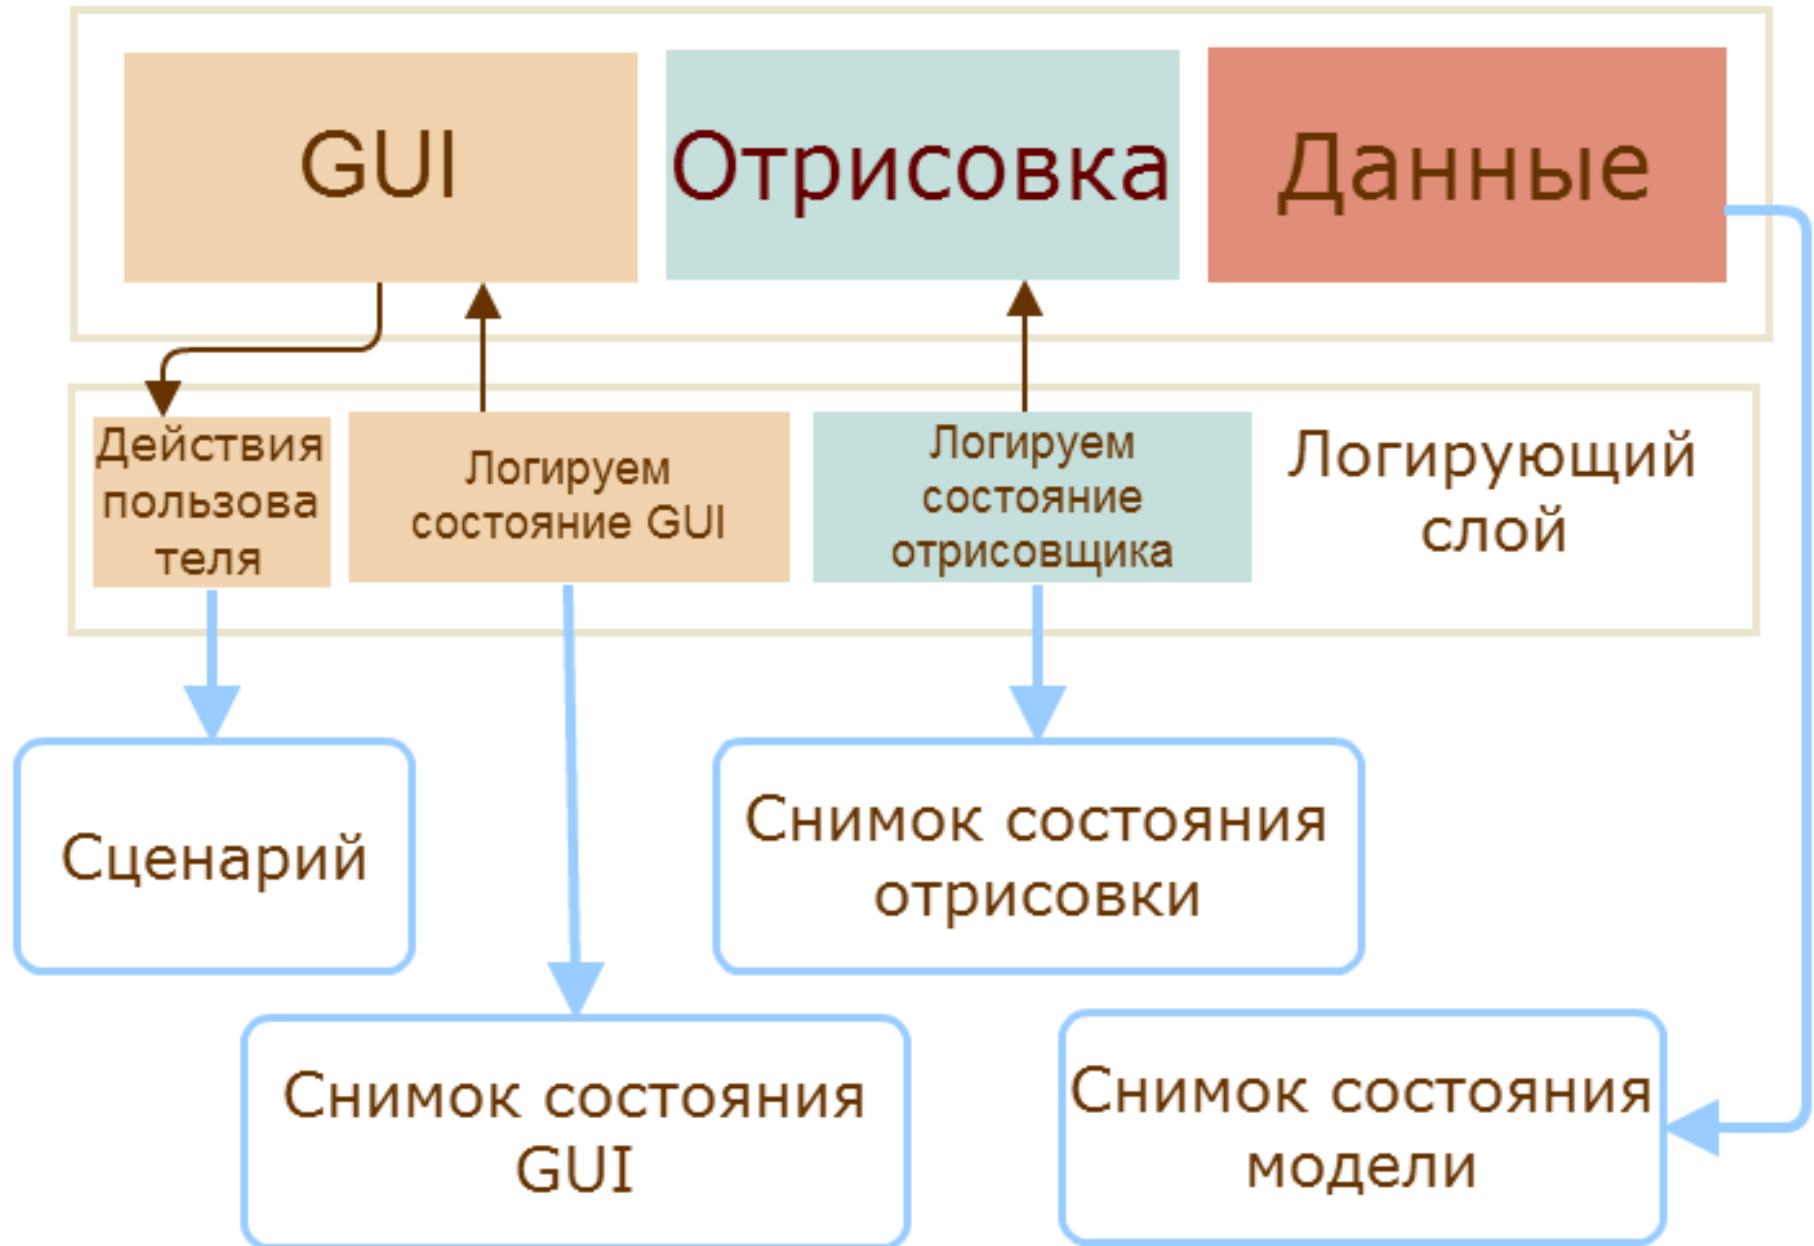 GUI
Отрисовка
Данные
Действия
пользова
теля
Логируем
состояние GUI
Логируем
состояние
отрисовщика
Логирующий
слой
Сценарий
Снимок состояния
отрисовки
Снимок состояния
GUI
Снимок состояния
модели